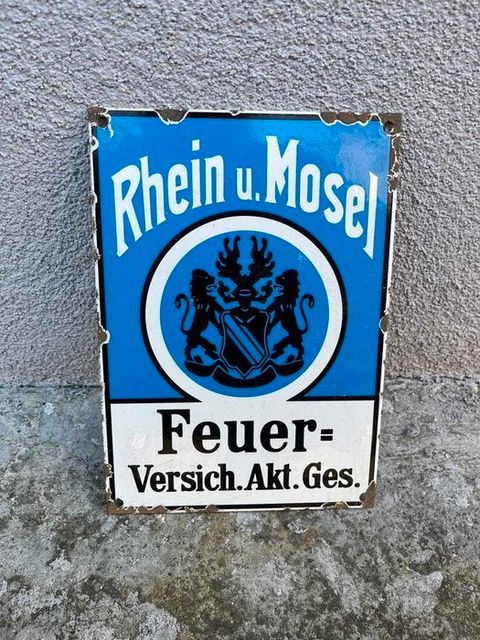 Rhein u. Mosel
Feuer=
Versich. Akt. Ges.